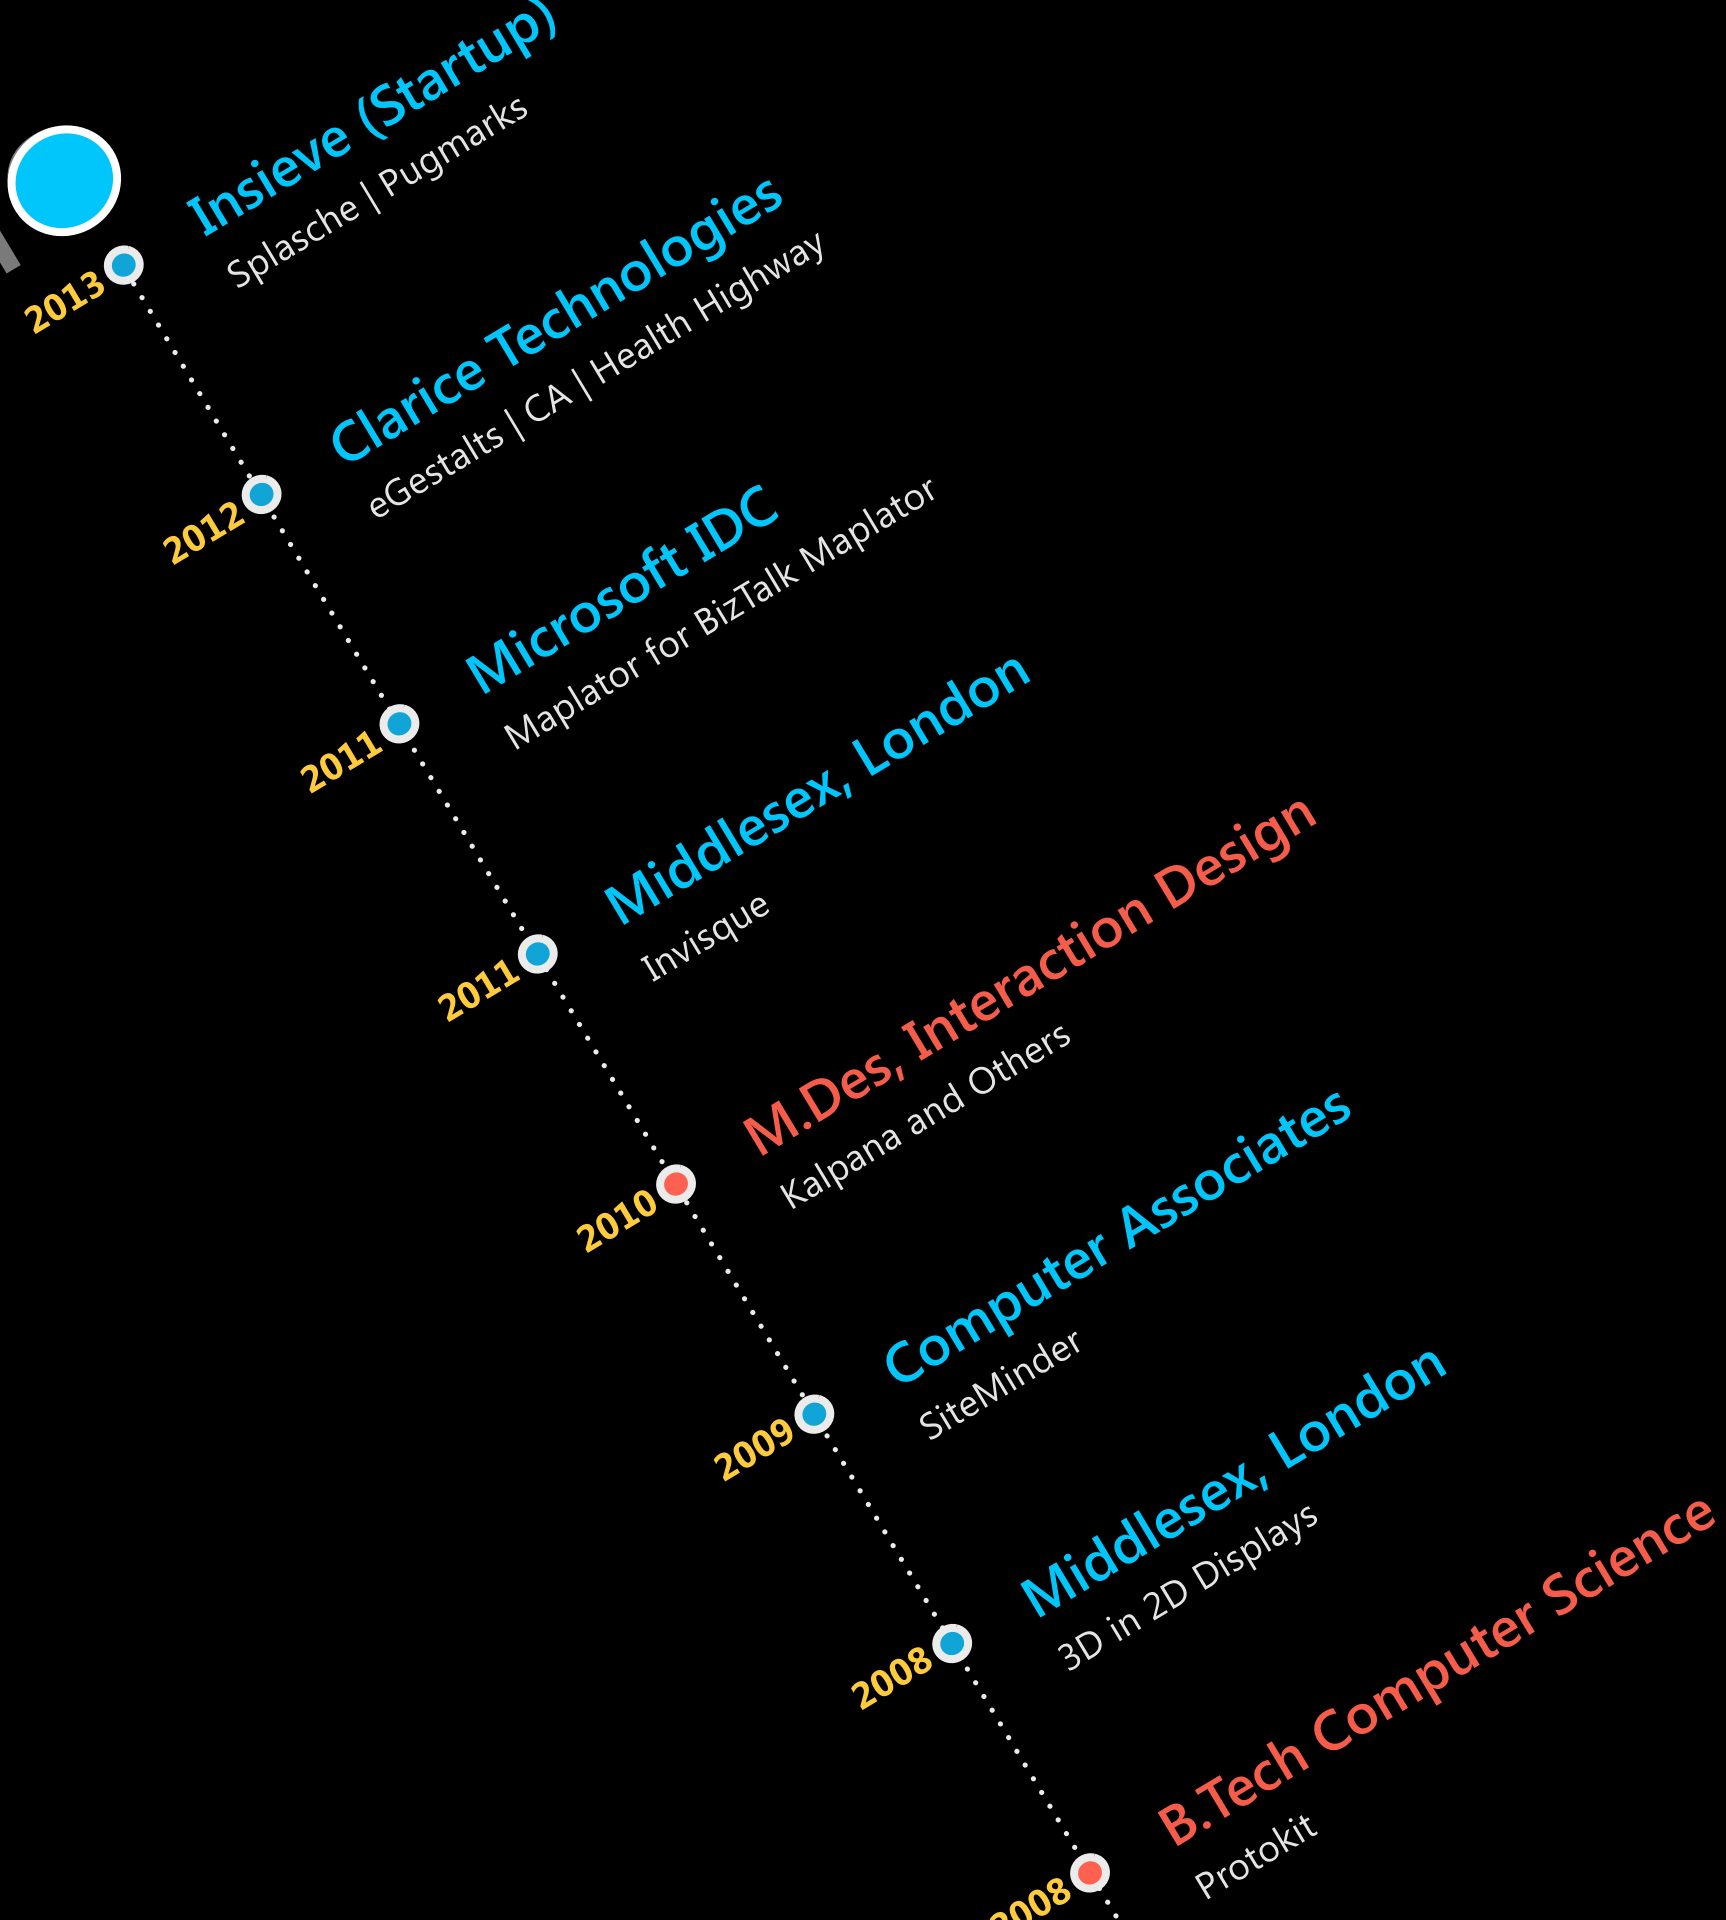 Insieve (Startup)
Splasche | Pugmarks
2013
Clarice Technologies
eGestalts | CA | Health Highway
2012
Microsoft IDC
Maplator for BizTalk Maplator
2011
Middlesex, London
Invisque
2011
M.Des, Interaction Design
Kalpana and Others
2010
Computer Associates
SiteMinder
2009
Middlesex, London
3D in 2D Displays
2008
B.Tech Computer Science
Protokit
2008